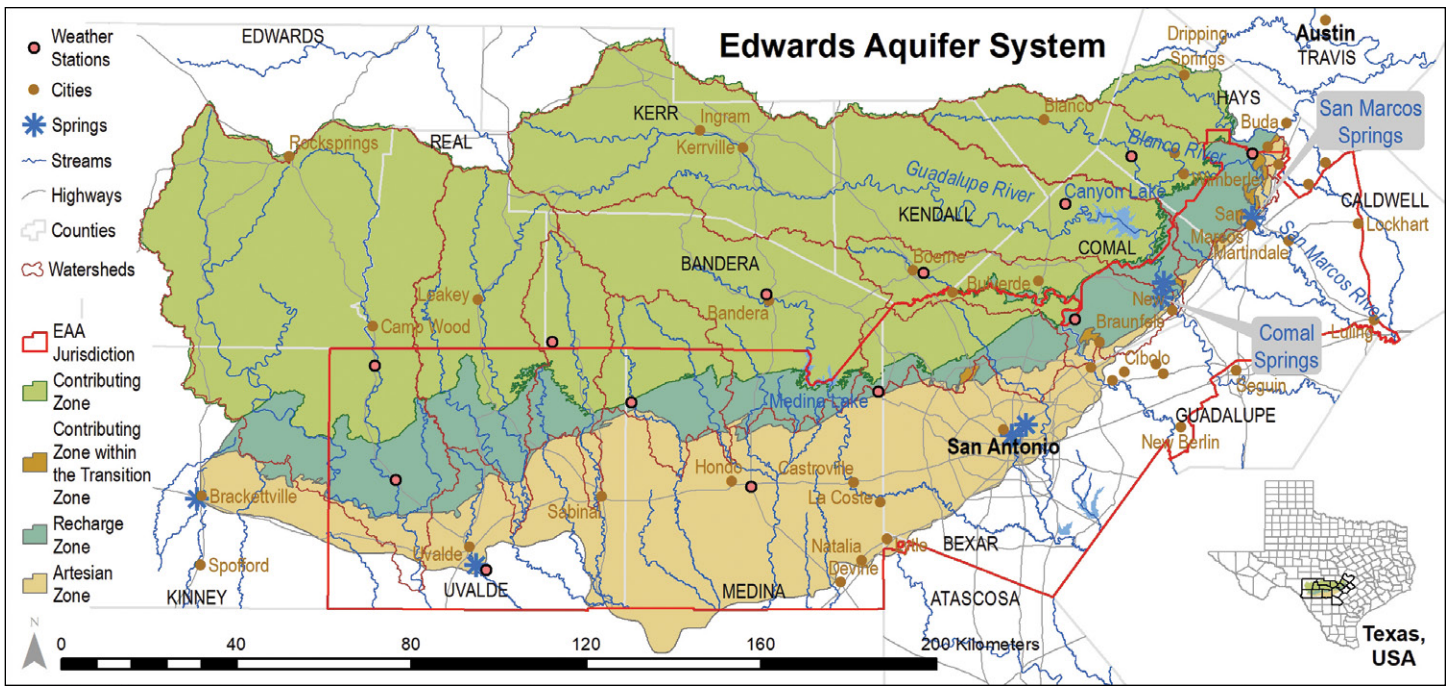 Edwards Aquifer System
Weather
Stations
Cities
Springs
Streams
Highways
Counties
Watersheds
EAA
Jurisdiction
Contributing
Zone
Contributing
Zone within
the Transition
Zone
Recharge
Zone
Artesian
Zone
EDWARDS
Dripping
Springs
Austin
TRAVIS
KERR
Ingram
Kerrville
REAL
Rocksprings
Blanco
HAYS
Buda
San Marcos
Springs
Blanco River
Wimberley
Guadalupe River
Canyon Lake
KENDALL
CALDWELL
Lockhart
San
Marcos
Martindale
San Marcos River
COMAL
BANDERA
Boerne
Bulverde
Leakey
Bandera
Camp Wood
New
Braunfels
Luling
Comal
Springs
Cibolo
Seguin
Medina Lake
GUADALUPE
New Berlin
San Antonio
Hondo
Castroville
La Coste
Brackettville
Sabinal
Uvalde
Natalia
Lytle
Devine
BEXAR
Spofford
KINNEY
UVALDE
MEDINA
ATASCOSA
N
0
40
80
120
160
200 Kilometers
Texas,
USA